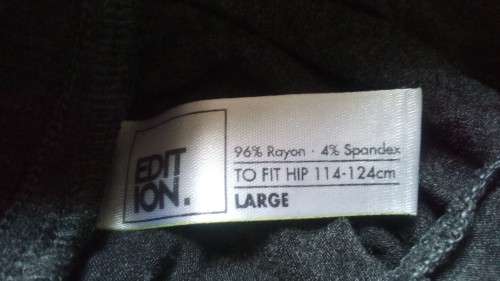 EDIT
ION.
96% Rayon · 4% Spandex
TO FIT HIP 114-124cm
LARGE